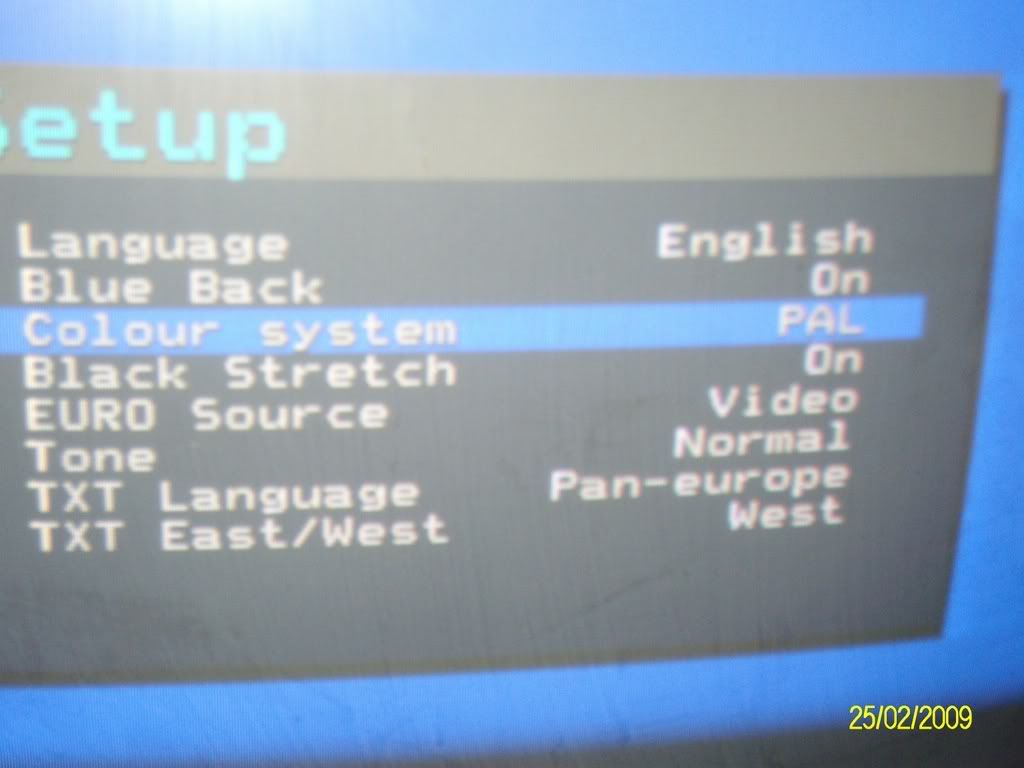 Setup
Language English
Blue Back On
Colour system PAL
Black Stretch On
EURO Source Video
Tone Normal
TXT Language Pan-europe
TXT East/West West
25/02/2009